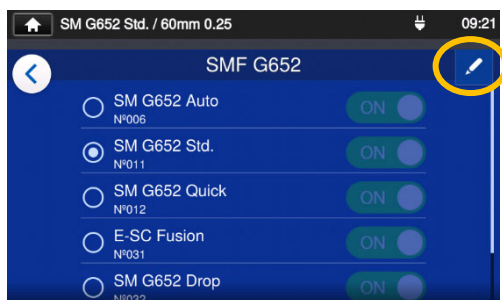 SM G652 Std. / 60mm 0.25 09:21
SMF G652
SM G652 Auto ON
Nº006
SM G652 Std. ON
Nº011
SM G652 Quick ON
Nº012
E-SC Fusion ON
Nº031
SM G652 Drop ON
Nº032